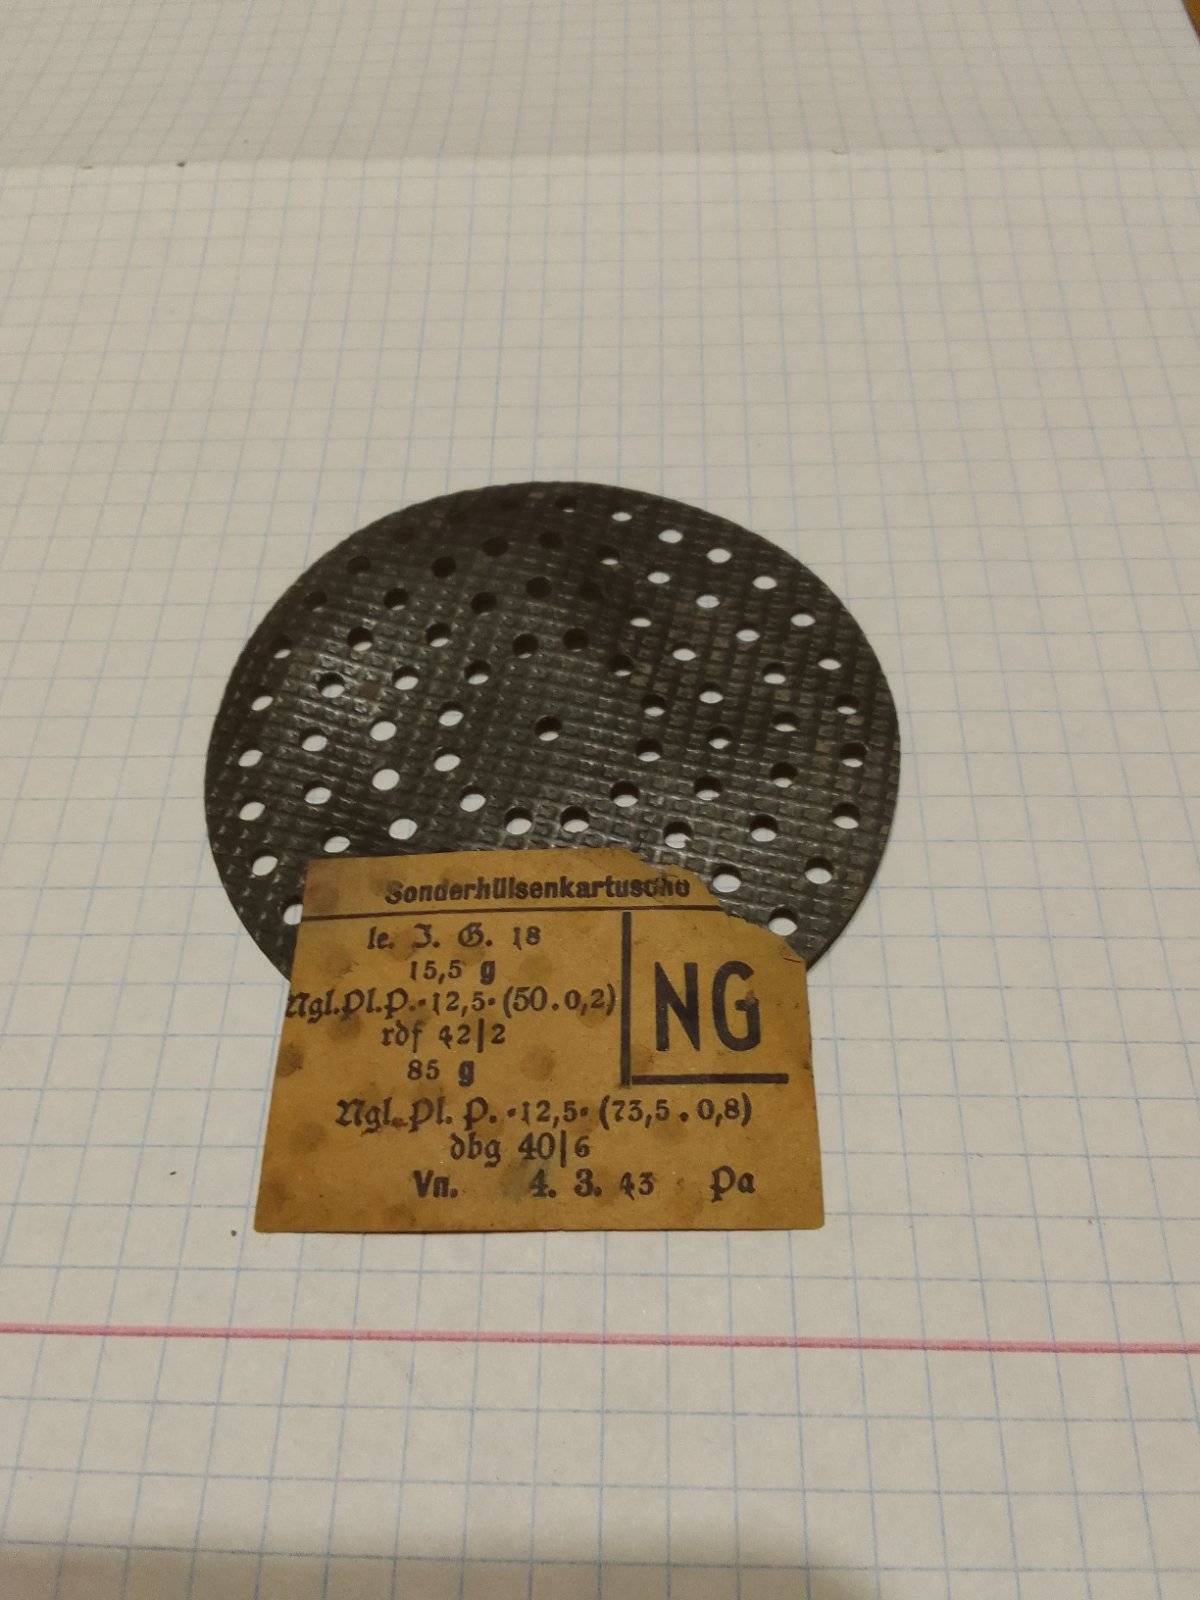 Sonderhülsenkartusche
le. J. G. 18
15,5 g
Ngl.Pl.P.-12,5-(50.0,2)
rdf 42/2
85 g
NG
Ngl.Pl. P. -12,5- (73,5.0,8)
dbg 40/6
Vn. 4. 3. 43 Pa